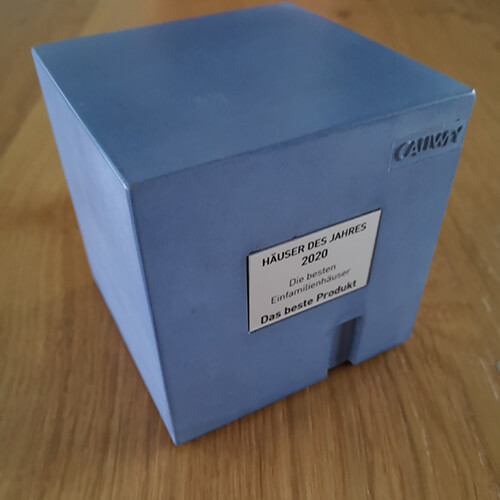 CALLWEY
HÄUSER DES JAHRES
2020
Die besten
Einfamilienhäuser
Das beste Produkt